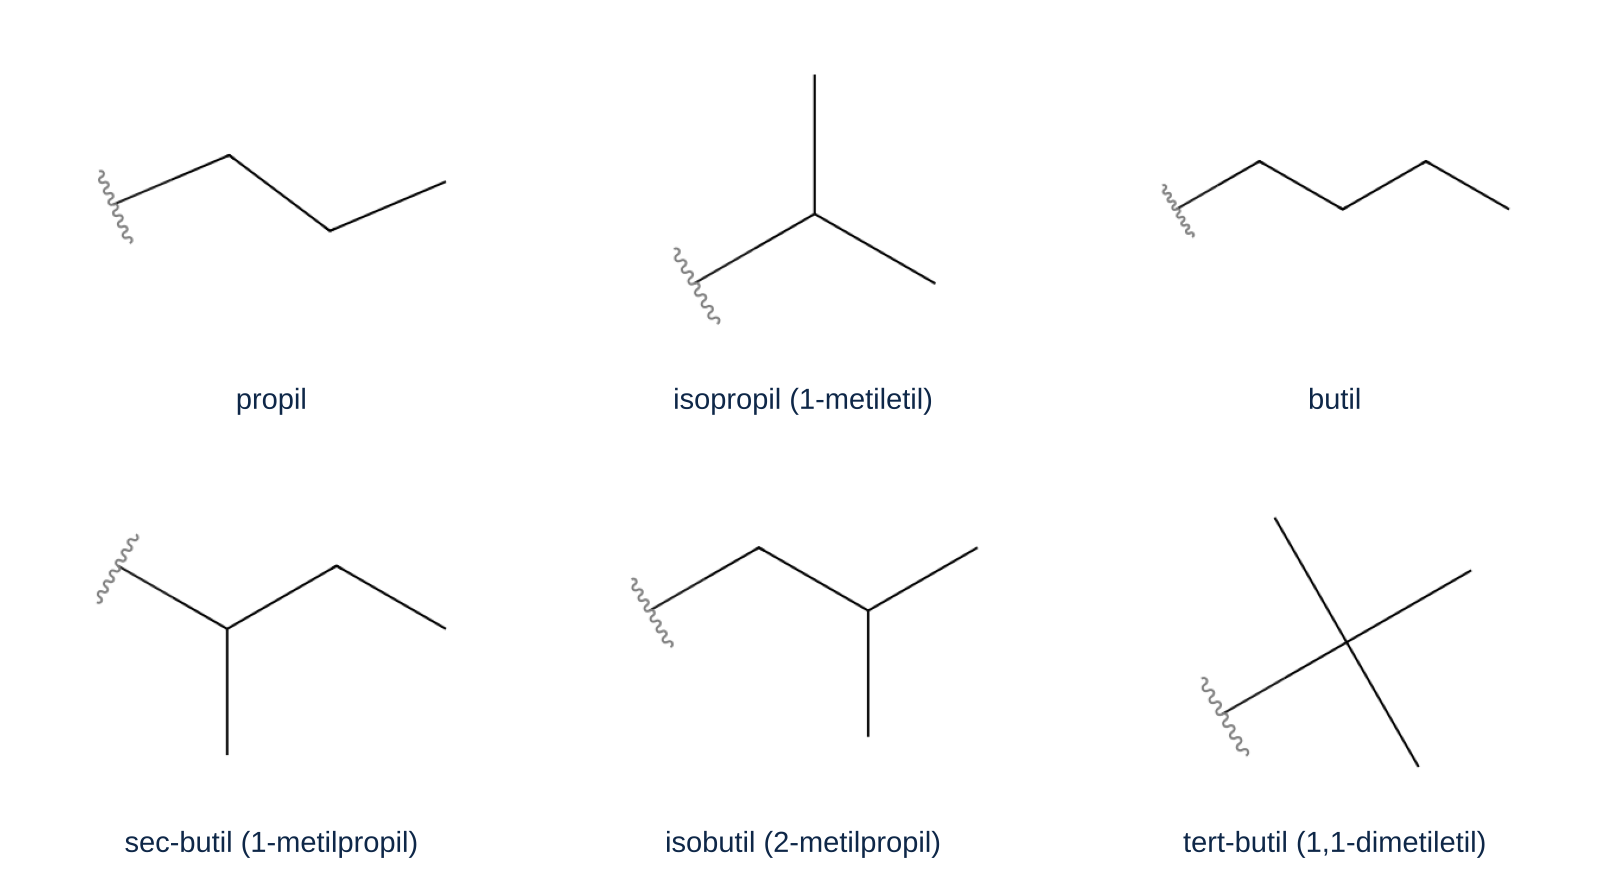 propil
isopropil (1-metiletil)
butil
sec-butil (1-metilpropil)
isobutil (2-metilpropil)
tert-butil (1,1-dimetiletil)